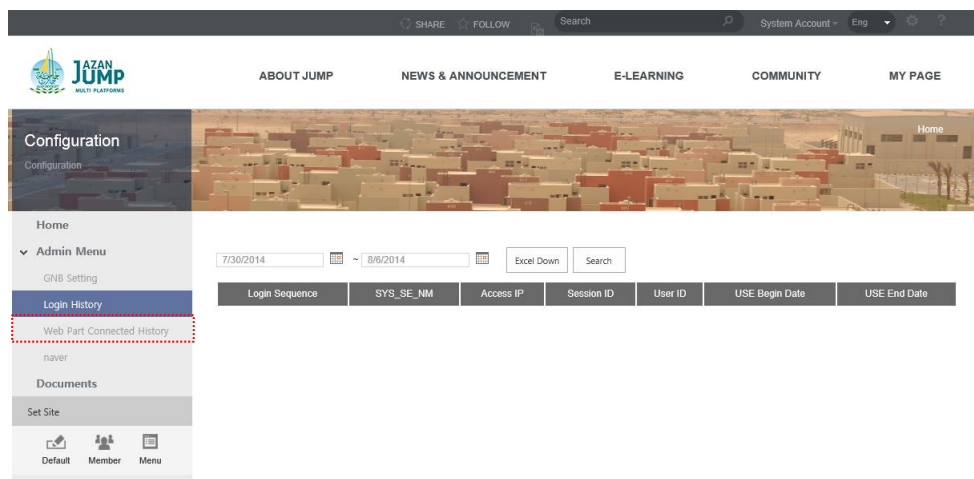 SHARE FOLLOW Search System Account Eng ?
JAZAN
JUMP
MULTI PLATFORMS
ABOUT JUMP NEWS & ANNOUNCEMENT E-LEARNING COMMUNITY MY PAGE
Configuration
Configuration
Home
Home
Admin Menu
GNB Setting
Login History
Web Part Connected History
naver
Documents
Set Site
Default Member Menu
7/30/2014 ~ 8/6/2014 Excel Down Search
Login Sequence SYS_SE_NM Access IP Session ID User ID USE Begin Date USE End Date